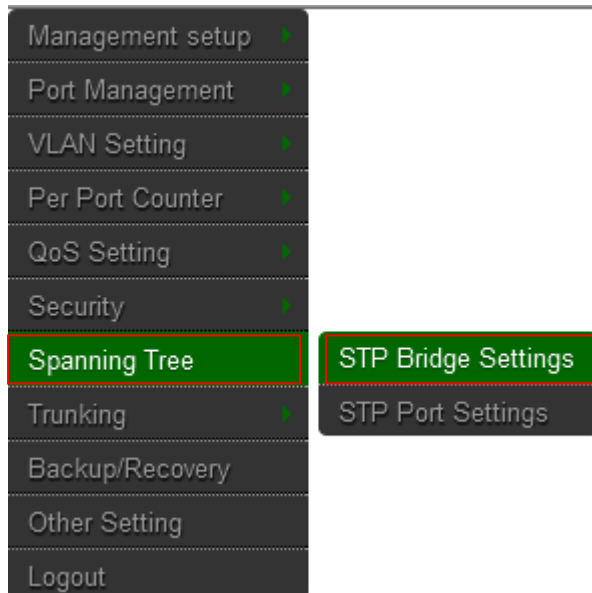 Management setup
Port Management
VLAN Setting
Per Port Counter
QoS Setting
Security
Spanning Tree
STP Bridge Settings
STP Port Settings
Trunking
Backup/Recovery
Other Setting
Logout